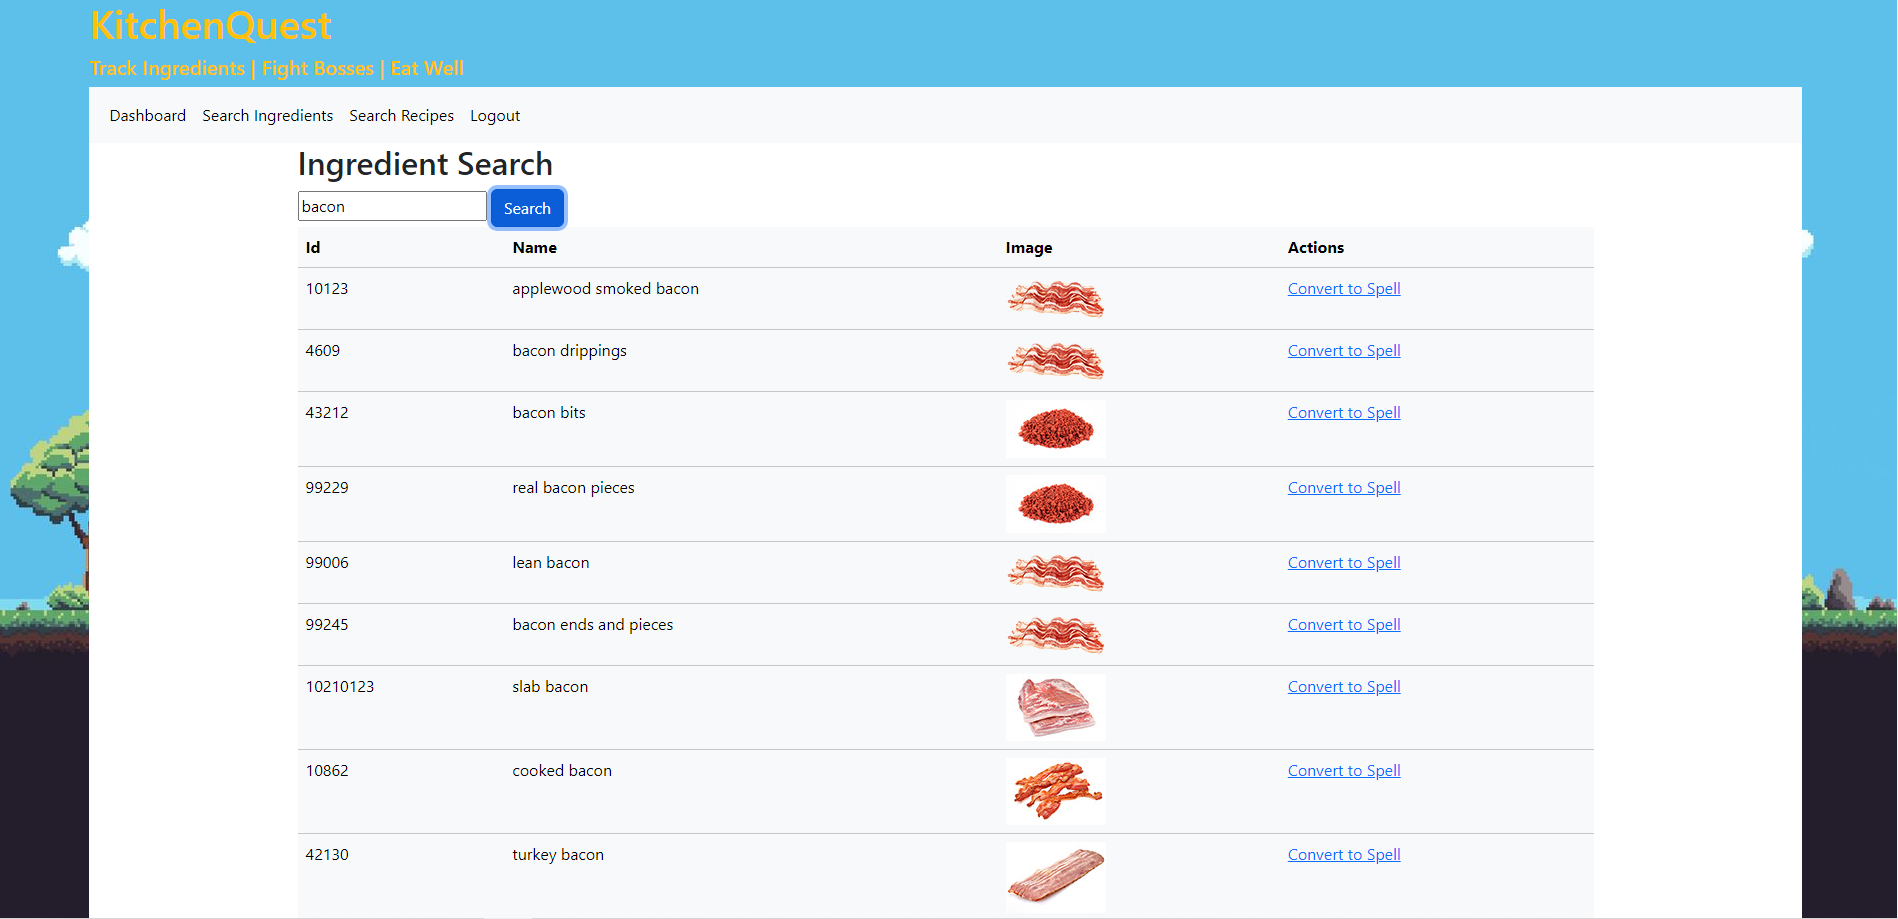 KitchenQuest
Track Ingredients | Fight Bosses | Eat Well
Dashboard Search Ingredients Search Recipes Logout
Ingredient Search
bacon Search
Id Name Image Actions
10123 applewood smoked bacon Convert to Spell
4609 bacon drippings Convert to Spell
43212 bacon bits Convert to Spell
99229 real bacon pieces Convert to Spell
99006 lean bacon Convert to Spell
99245 bacon ends and pieces Convert to Spell
10210123 slab bacon Convert to Spell
10862 cooked bacon Convert to Spell
42130 turkey bacon Convert to Spell